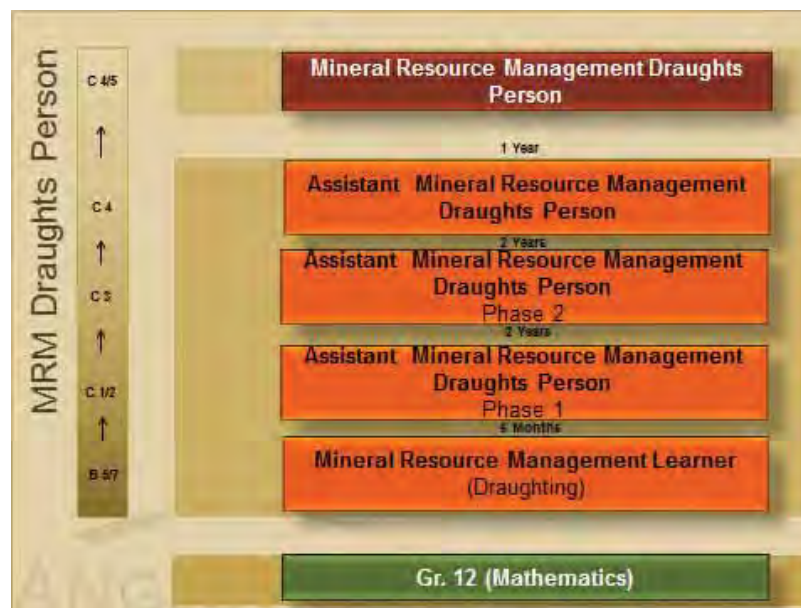 MRM Draughts Person
C 4/5
C 4
C 3
C 1/2
B 5/7
Mineral Resource Management Draughts
Person
1 Year
Assistant Mineral Resource Management
Draughts Person
2 Years
Assistant Mineral Resource Management
Draughts Person
Phase 2
2 Years
Assistant Mineral Resource Management
Draughts Person
Phase 1
6 Months
Mineral Resource Management Learner
(Draughting)
Gr. 12 (Mathematics)
ANG